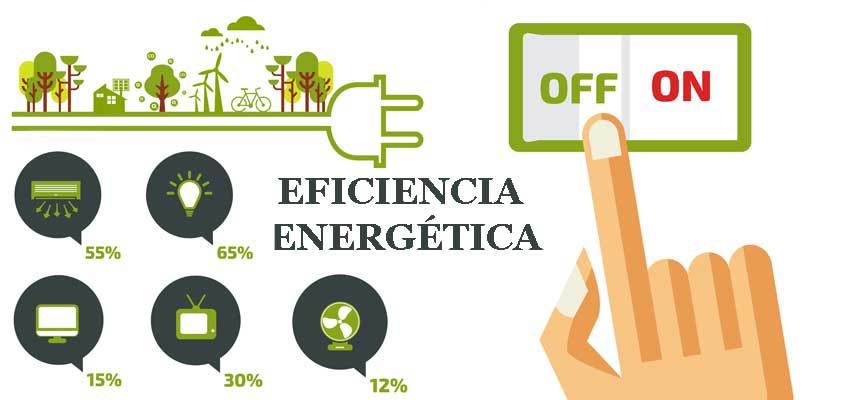 OFF ON
EFICIENCIA
ENERGÉTICA
55% 65%
15% 30% 12%